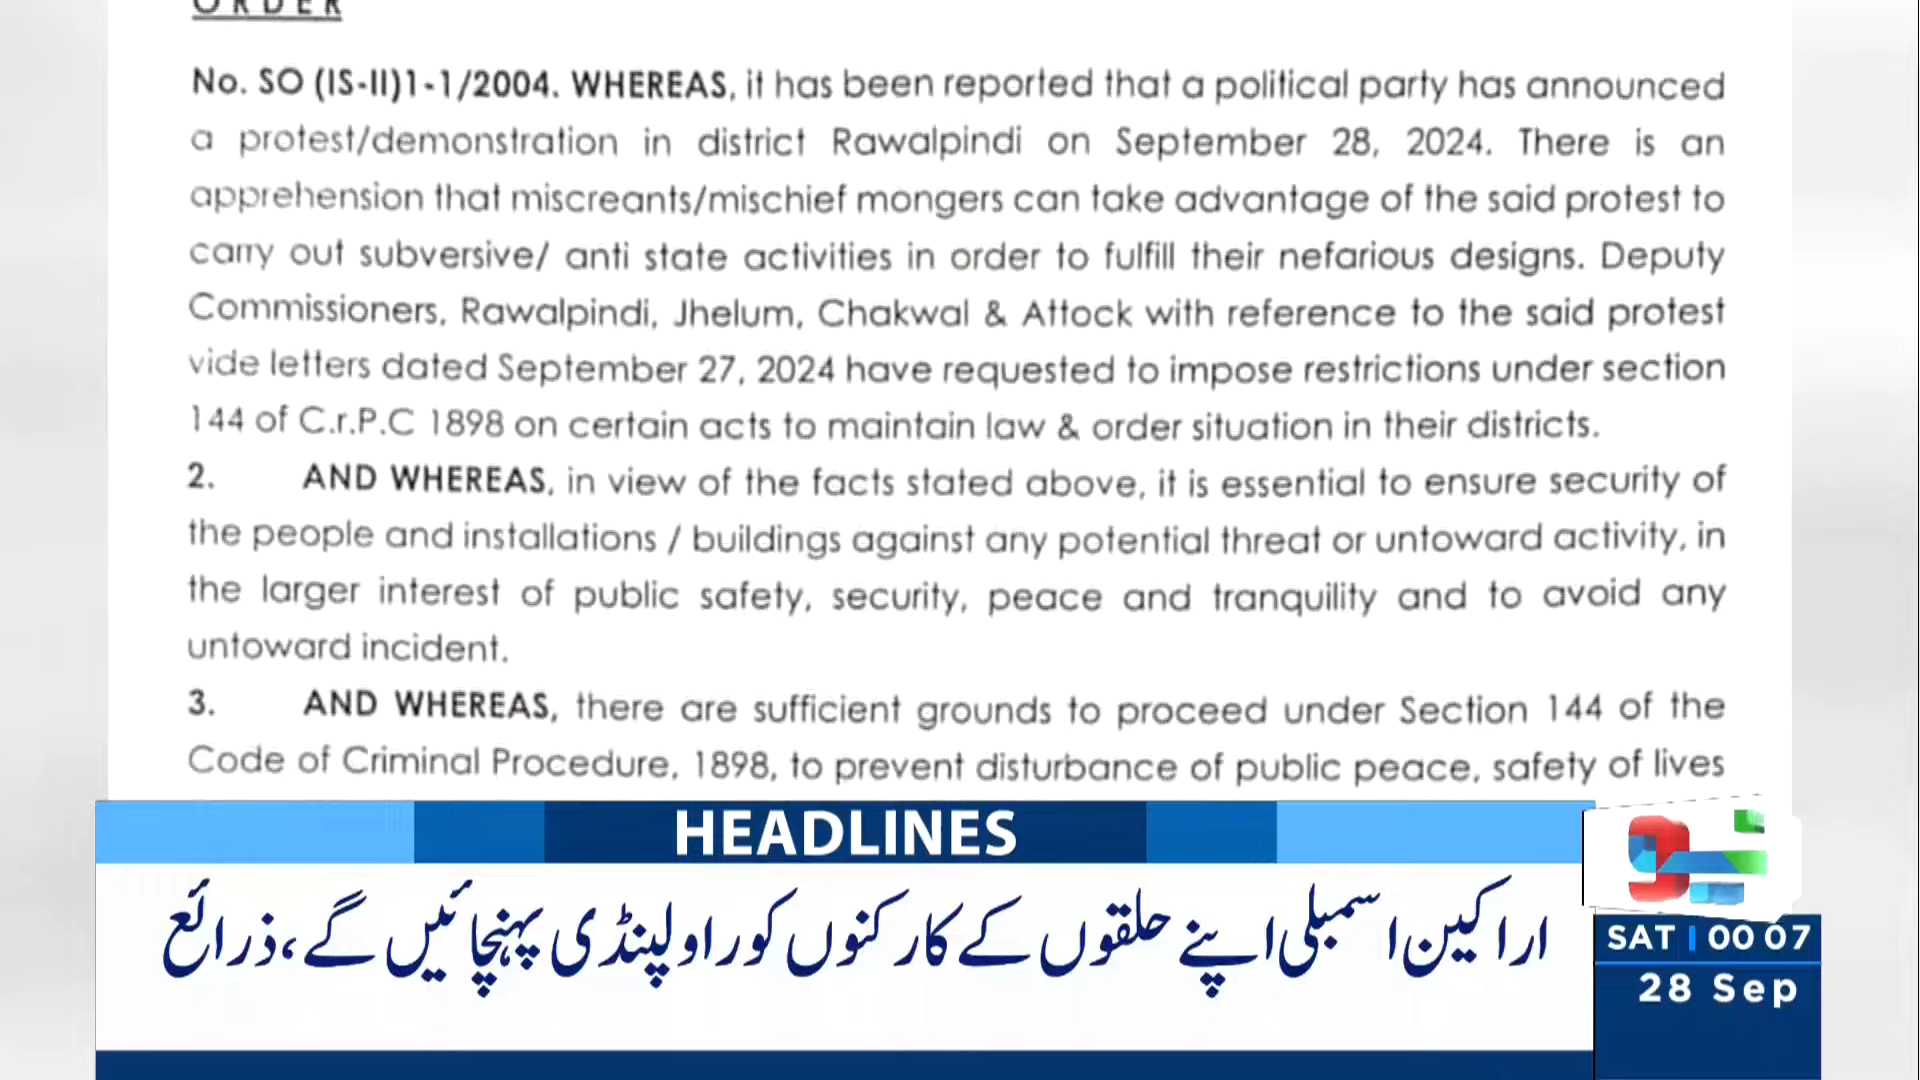 ORDER
No. SO (IS-II)1-1/2004. WHEREAS, it has been reported that a political party has announced
a protest/demonstration in district Rawalpindi on September 28, 2024. There is an
apprehension that miscreants/mischief mongers can take advantage of the said protest to
carry out subversive/ anti state activities in order to fulfill their nefarious designs. Deputy
Commissioners, Rawalpindi, Jhelum, Chakwal & Attock with reference to the said protest
vide letters dated September 27, 2024 have requested to impose restrictions under section
144 of C.r.P.C 1898 on certain acts to maintain law & order situation in their districts.
2. AND WHEREAS, in view of the facts stated above, it is essential to ensure security of
the people and installations / buildings against any potential threat or untoward activity, in
the larger interest of public safety, security, peace and tranquility and to avoid any
untoward incident.
3. AND WHEREAS, there are sufficient grounds to proceed under Section 144 of the
Code of Criminal Procedure, 1898, to prevent disturbance of public peace, safety of lives
HEADLINES
اراکین اسمبلی اپنے حلقوں کے کارکنوں کو راولپنڈی پہنچائیں گے، ذرائع
SAT 00 07
28 Sep